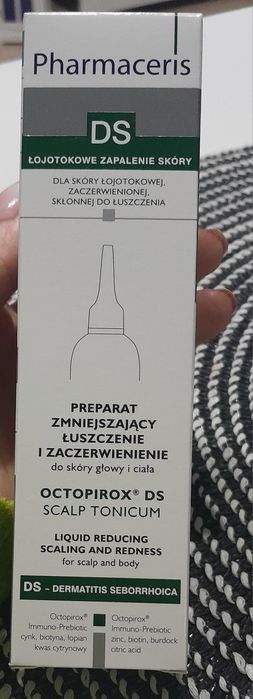 Pharmaceris
DS
ŁOJOTOKOWE ZAPALENIE SKÓRY
DLA SKÓRY ŁOJOTOKOWEJ,
ZACZERWIENIONEJ,
SKŁONNEJ DO ŁUSZCZENIA
PREPARAT
ZMNIEJSZAJĄCY
ŁUSZCZENIE
I ZACZERWIENIENIE
do skóry głowy i ciała
OCTOPIROX® DS
SCALP TONICUM
LIQUID REDUCING
SCALING AND REDNESS
for scalp and body
DS – DERMATITIS SEBORRHOICA
Octopirox®
Immuno-Prebiotic
cynk, biotyna, łopian
kwas cytrynowy
Octopirox®
Immuno-Prebiotic
zinc, biotin, burdock
citric acid